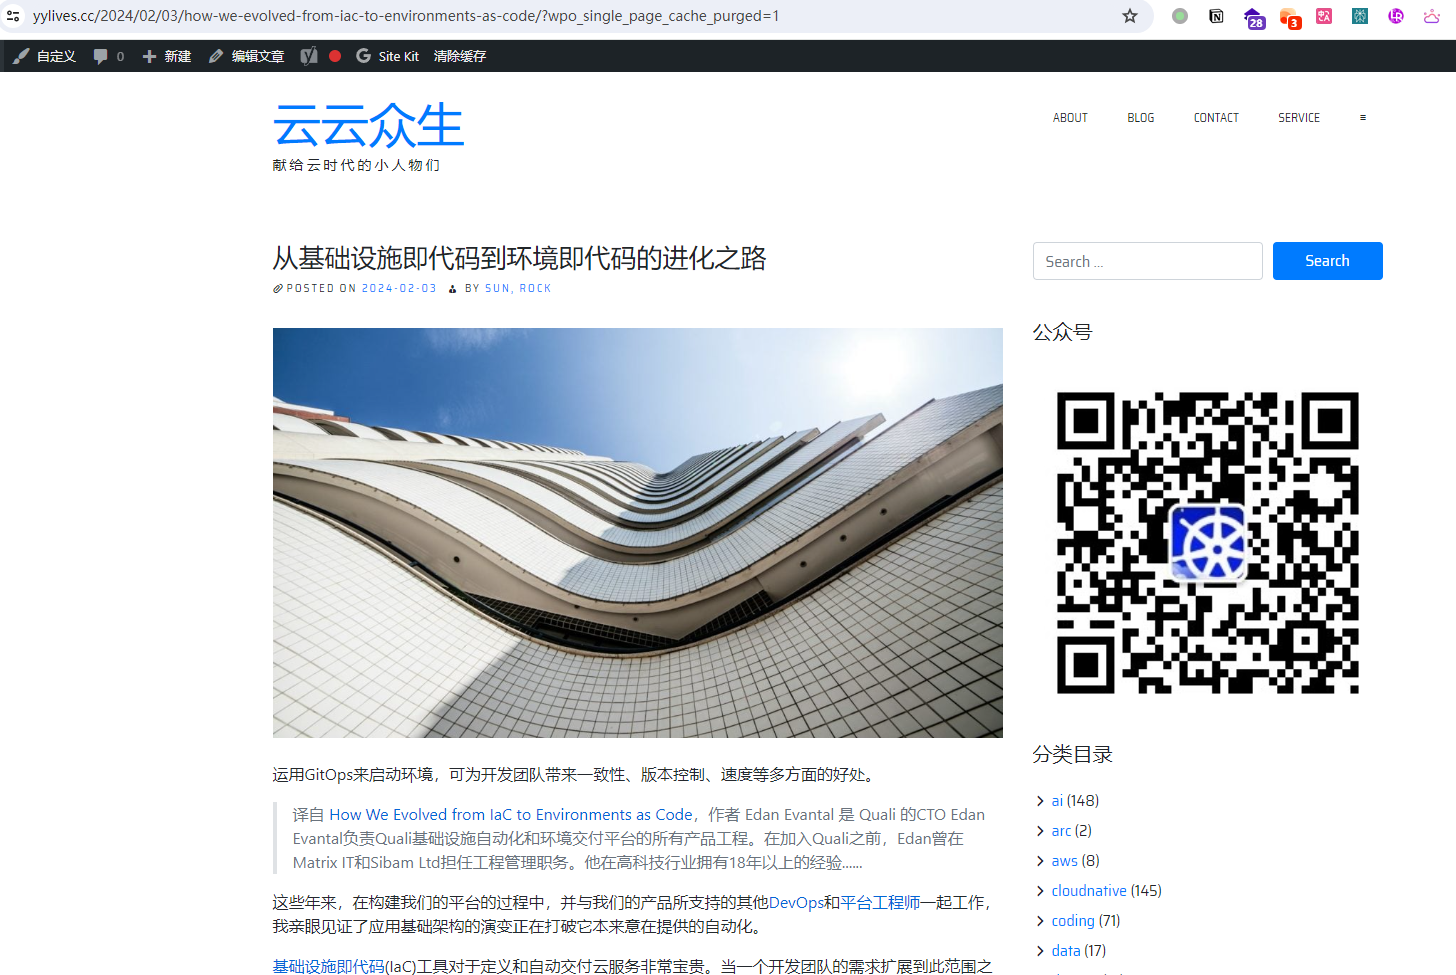 yylives.cc/2024/02/03/how-we-evolved-from-iac-to-environments-as-code/?wpo_single_page_cache_purged=1
28
3
自定义 0 新建 编辑文章 Site Kit 清除缓存
云云众生
献给云时代的小人物们
ABOUT BLOG CONTACT SERVICE ≡
从基础设施即代码到环境即代码的进化之路
POSTED ON 2024-02-03 BY SUN, ROCK
运用GitOps来启动环境，可为开发团队带来一致性、版本控制、速度等多方面的好处。
译自 How We Evolved from IaC to Environments as Code，作者 Edan Evantal 是 Quali 的CTO Edan
Evantal负责Quali基础设施自动化和环境交付平台的所有产品工程。在加入Quali之前，Edan曾在
Matrix IT和Sibam Ltd担任工程管理职务。他在高科技行业拥有18年以上的经验......
这些年来，在构建我们的平台的过程中，并与我们的产品所支持的其他DevOps和平台工程师一起工作，
我亲眼见证了应用基础架构的演变正在打破它本来意在提供的自动化。
基础设施即代码(IaC)工具对于定义和自动交付云服务非常宝贵。当一个开发团队的需求扩展到此范围之
Search …
Search
公众号
分类目录
ai (148)
arc (2)
aws (8)
cloudnative (145)
coding (71)
data (17)